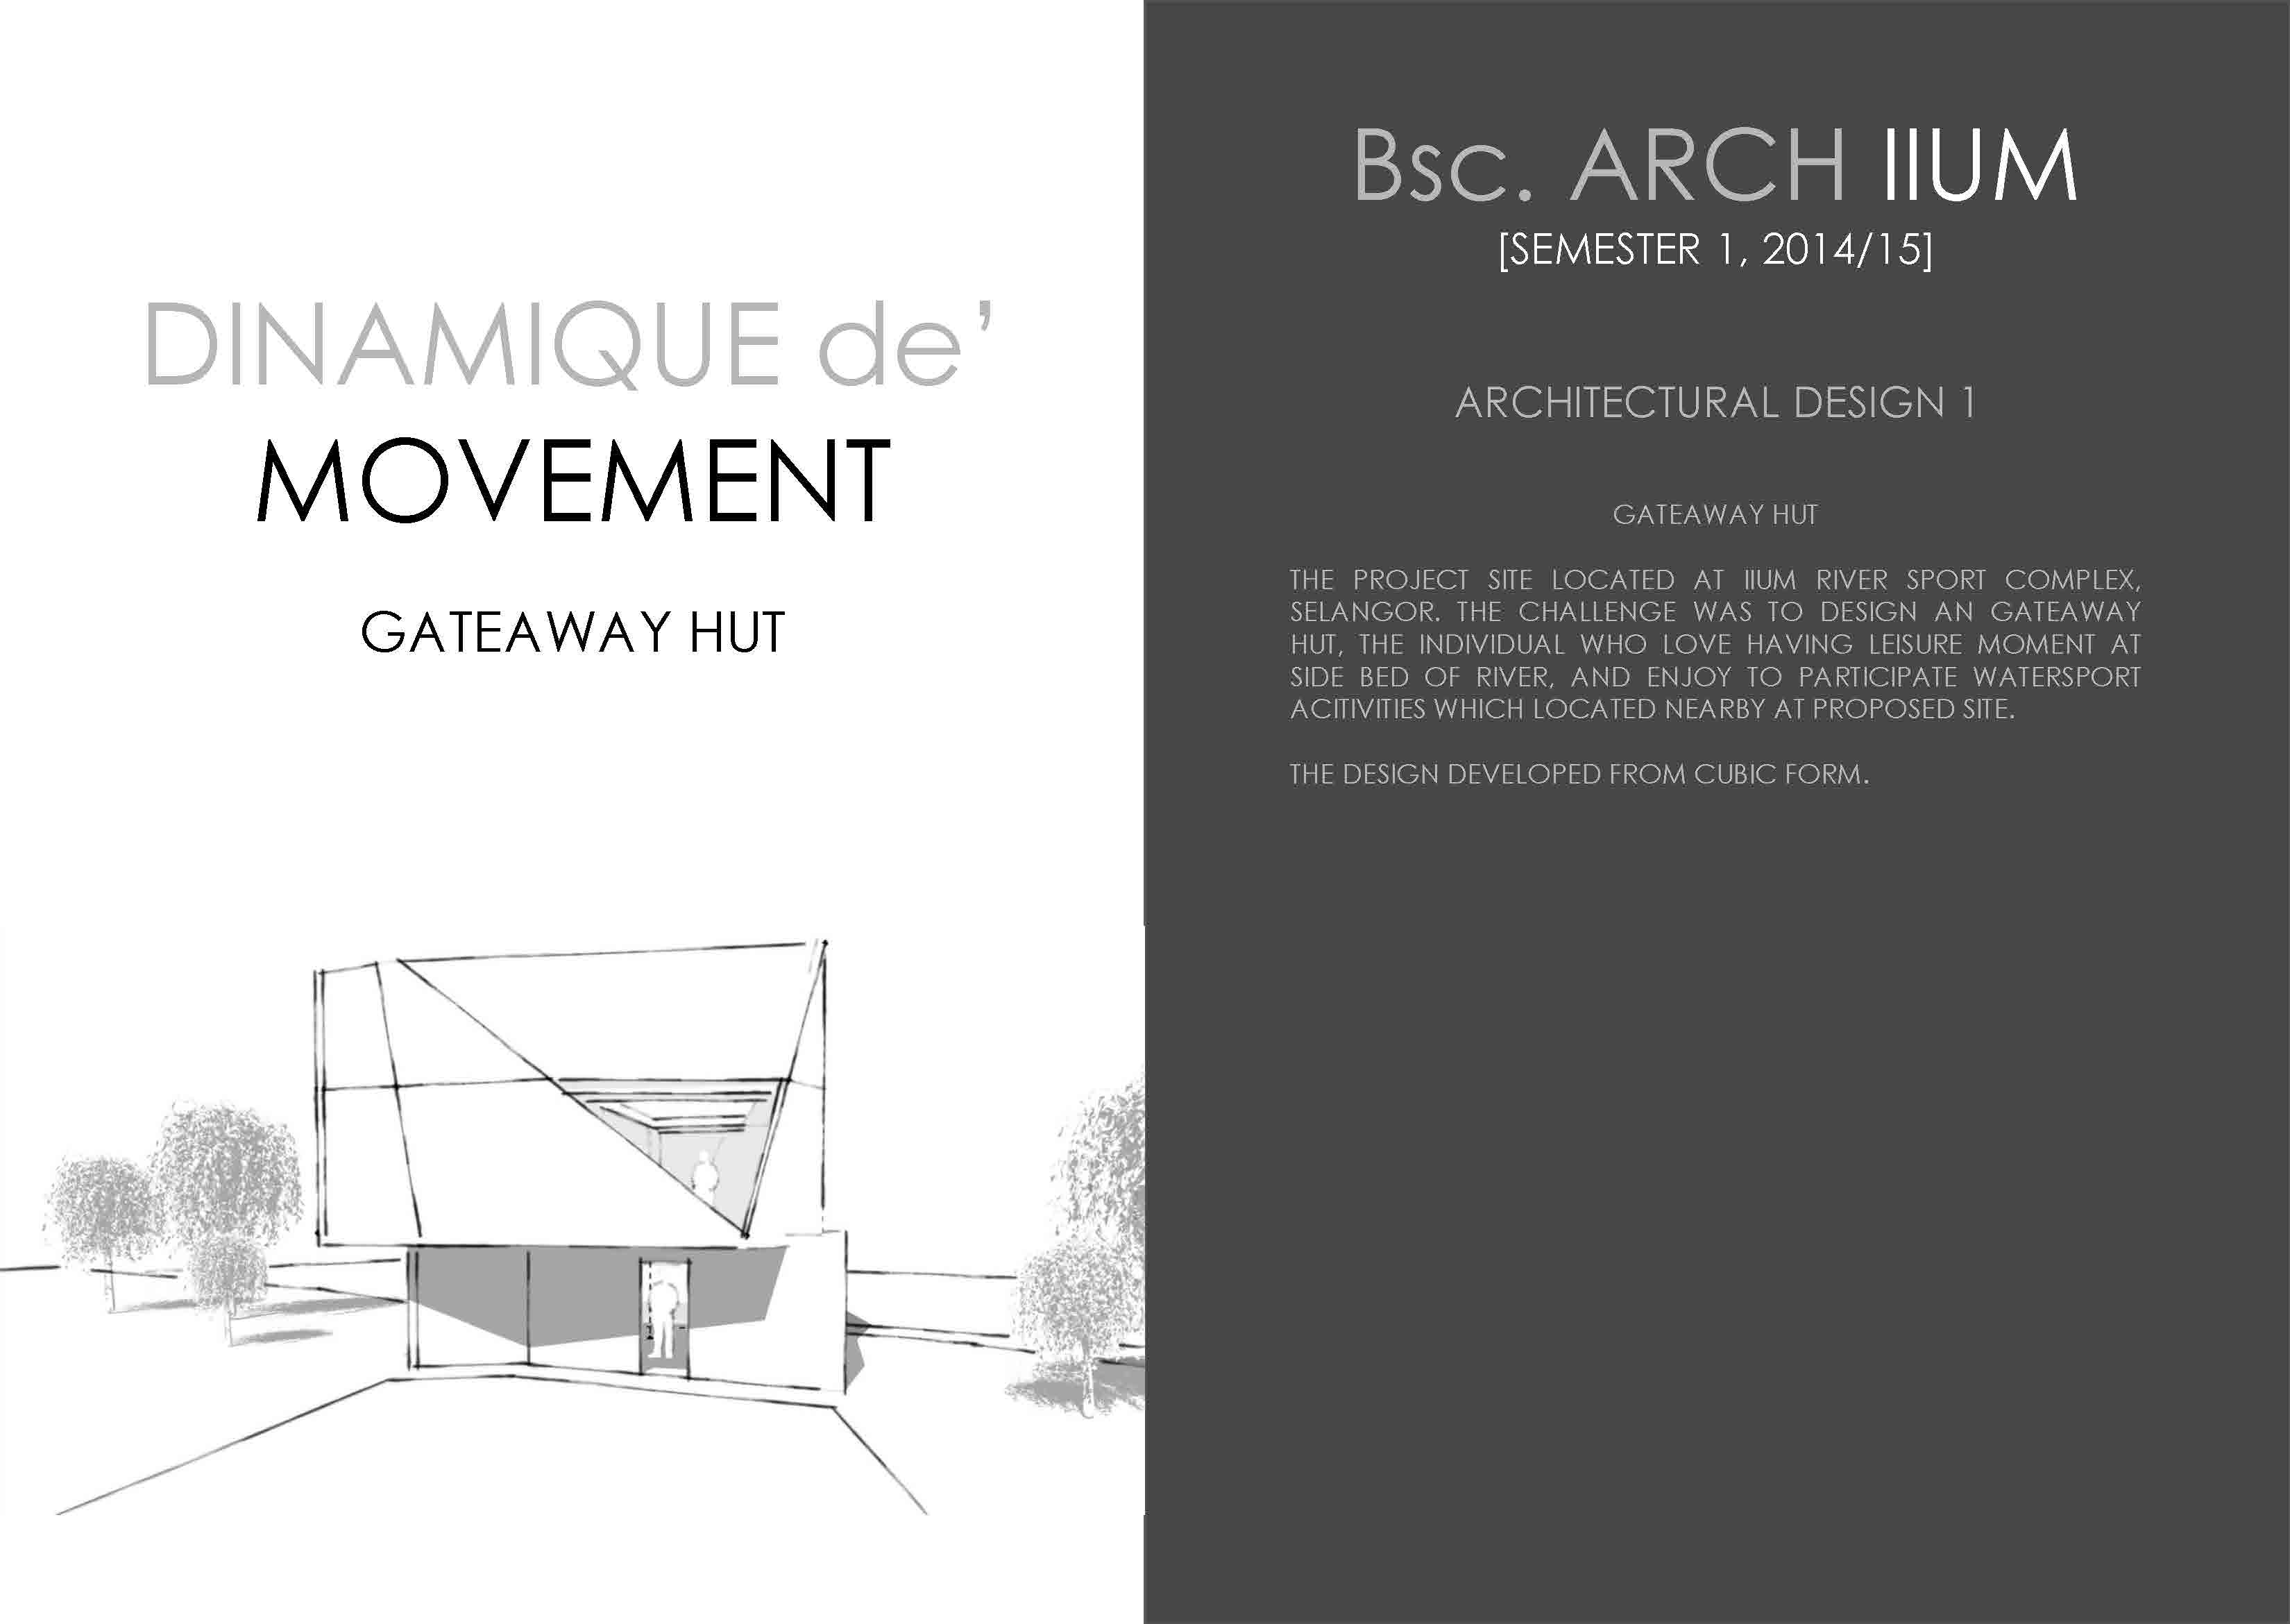 DINAMIQUE de'
MOVEMENT
GATEAWAY HUT
Bsc. ARCH IIUM
[SEMESTER 1, 2014/15]
ARCHITECTURAL DESIGN 1
GATEAWAY HUT
THE PROJECT SITE LOCATED AT IIUM RIVER SPORT COMPLEX,
SELANGOR. THE CHALLENGE WAS TO DESIGN AN GATEAWAY
HUT, THE INDIVIDUAL WHO LOVE HAVING LEISURE MOMENT AT
SIDE BED OF RIVER, AND ENJOY TO PARTICIPATE WATERSPORT
ACITIVITIES WHICH LOCATED NEARBY AT PROPOSED SITE.
THE DESIGN DEVELOPED FROM CUBIC FORM.